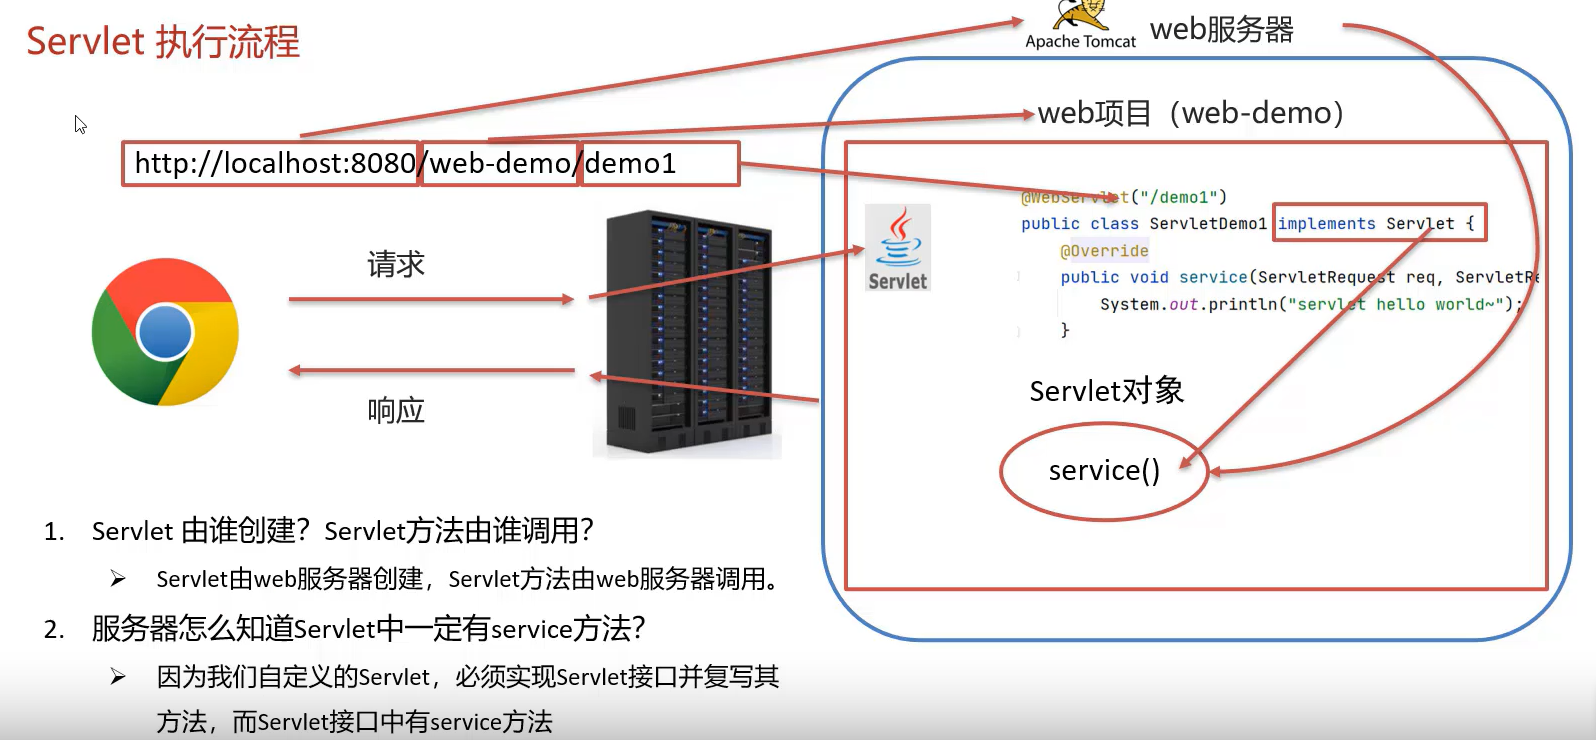 Servlet 执行流程
Apache Tomcat
web服务器
web项目（web-demo）
http://localhost:8080/web-demo/demo1
@WebServlet("/demo1")
public class ServletDemo1 implements Servlet {
@Override
public void service(ServletRequest req, ServletRe
System.out.println("servlet hello world~");
}
Servlet
请求
响应
Servlet对象
service()
1. Servlet 由谁创建？Servlet方法由谁调用？
➢ Servlet由web服务器创建，Servlet方法由web服务器调用。
2. 服务器怎么知道Servlet中一定有service方法？
➢ 因为我们自定义的Servlet，必须实现Servlet接口并复写其
方法，而Servlet接口中有service方法